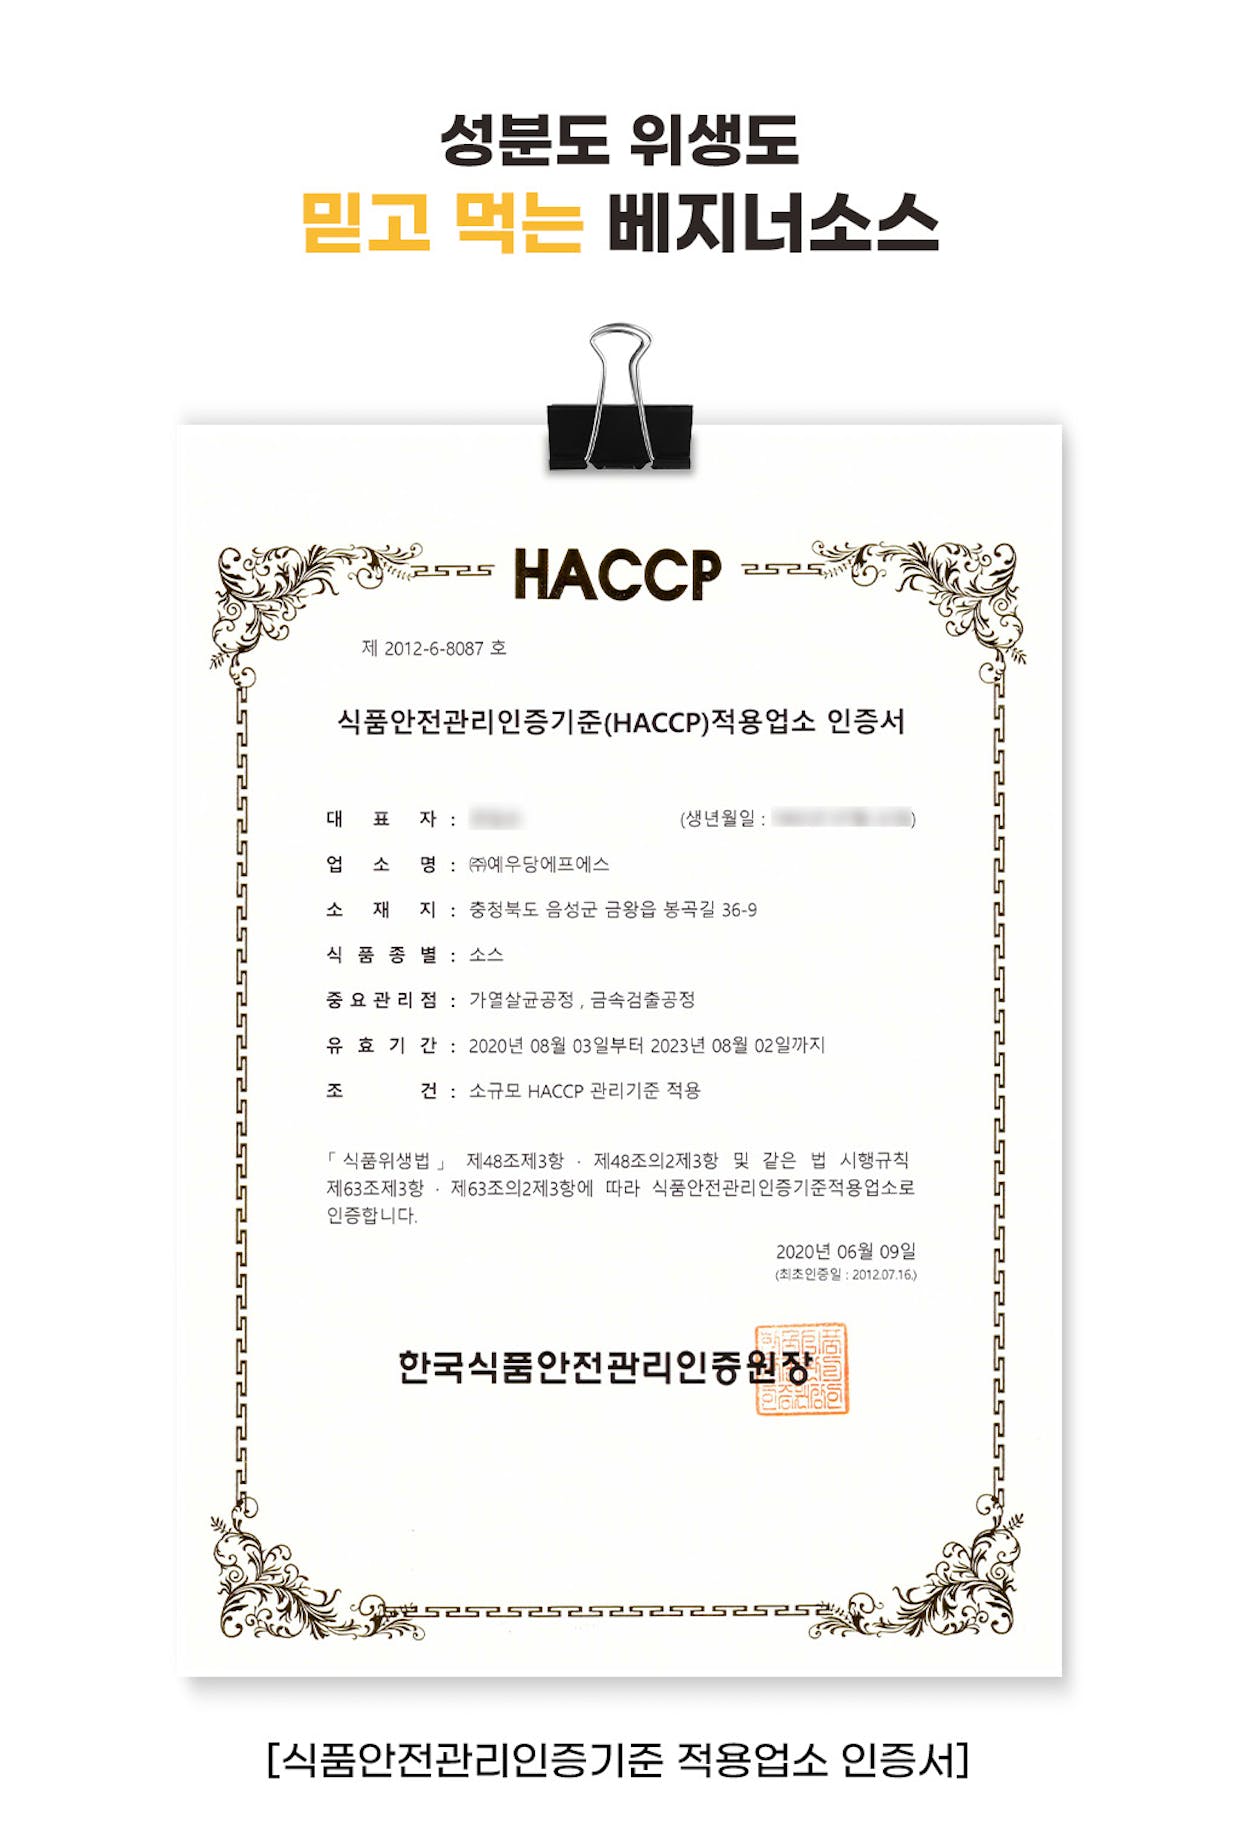 성분도 위생도
믿고 먹는 베지너소스
HACCP
제 2012-6-8087 호
식품안전관리인증기준(HACCP)적용업소 인증서
대 표 자 : (생년월일 : )
업 소 명 : ㈜예우당에프에스
소 재 지 : 충청북도 음성군 금왕읍 봉곡길 36-9
식 품 종 별 : 소스
중요관리점 : 가열살균공정 , 금속검출공정
유 효 기 간 : 2020년 08월 03일부터 2023년 08월 02일까지
조 건 : 소규모 HACCP 관리기준 적용
「식품위생법」 제48조제3항 · 제48조의2제3항 및 같은 법 시행규칙
제63조제3항 · 제63조의2제3항에 따라 식품안전관리인증기준적용업소로
인증합니다.
2020년 06월 09일
(최초인증일 : 2012.07.16.)
한국식품안전관리인증원장
[식품안전관리인증기준 적용업소 인증서]